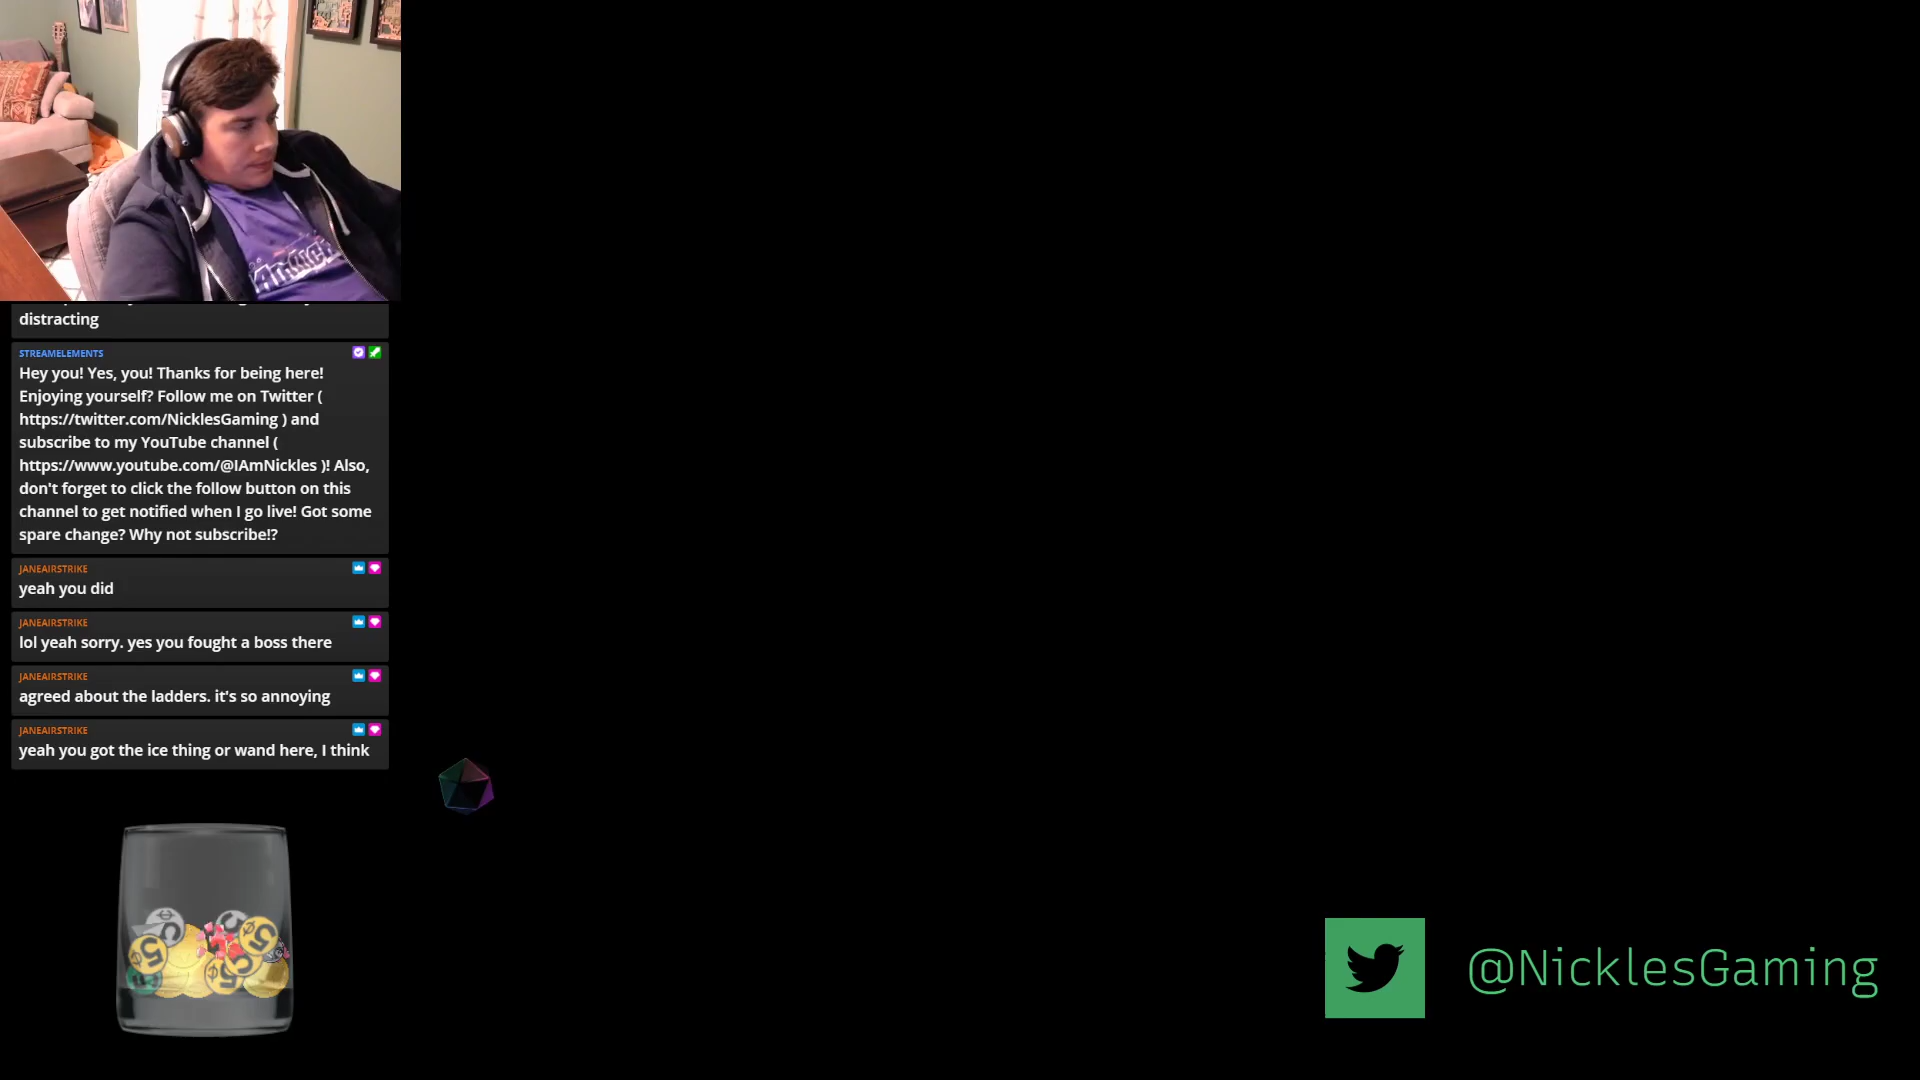 distracting
STREAMELEMENTS
Hey you! Yes, you! Thanks for being here!
Enjoying yourself? Follow me on Twitter (
https://twitter.com/NicklesGaming ) and
subscribe to my YouTube channel (
https://www.youtube.com/@IAmNickles )! Also,
don't forget to click the follow button on this
channel to get notified when I go live! Got some
spare change? Why not subscribe!?
JANEAIRSTRIKE
yeah you did
JANEAIRSTRIKE
lol yeah sorry. yes you fought a boss there
JANEAIRSTRIKE
agreed about the ladders. it's so annoying
JANEAIRSTRIKE
yeah you got the ice thing or wand here, I think
@NicklesGaming